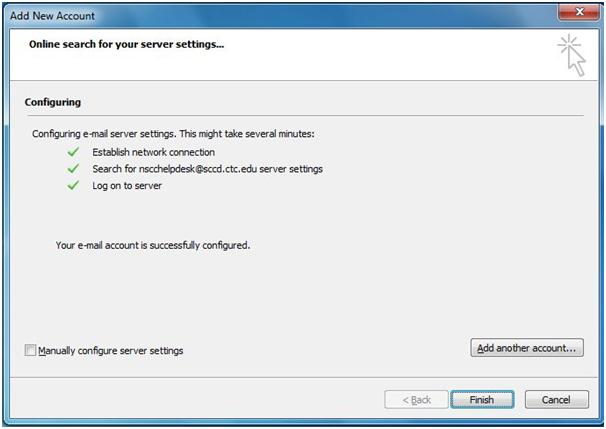 Add New Account
Online search for your server settings...
Configuring
Configuring e-mail server settings. This might take several minutes:
Establish network connection
Search for nscchelpdesk@sccd.ctc.edu server settings
Log on to server
Your e-mail account is successfully configured.
Manually configure server settings
Add another account...
< Back
Finish
Cancel